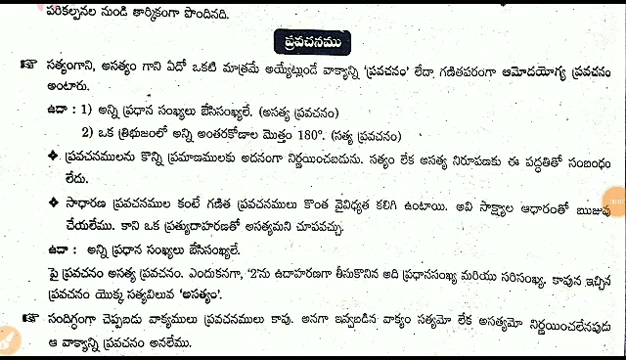 పరికల్పనల నుండి తార్కికంగా పొందినది.
ప్రవచనము
సత్యంగాని, అసత్యం గాని ఏదో ఒకటి మాత్రమే అయ్యేట్లుండే వాక్యాన్ని 'ప్రవచనం' లేదా గణితపరంగా ఆమోదయోగ్య ప్రవచనం
అంటారు.
ఉదా : 1) అన్ని ప్రధాన సంఖ్యలు బేసిసంఖ్యలే. (అసత్య ప్రవచనం)
2) ఒక త్రిభుజంలో అన్ని అంతరకోణాల మొత్తం 180°. (సత్య ప్రవచనం)
❖ ప్రవచనములను కొన్ని ప్రమాణములకు అదనంగా నిర్ణయించబడును. సత్యం లేక అసత్య నిరూపణకు ఈ పద్ధతితో సంబంధం
లేదు.
❖ సాధారణ ప్రవచనముల కంటే గణిత ప్రవచనములు కొంత వైవిధ్యత కలిగి ఉంటాయి. అవి సాక్ష్యాల ఆధారంతో ఋజువు
చేయలేము. కాని ఒక ప్రత్యుదాహరణతో అసత్యమని చూపవచ్చు.
ఉదా : అన్ని ప్రధాన సంఖ్యలు బేసిసంఖ్యలే.
పై ప్రవచనం అసత్య ప్రవచనం. ఎందుకనగా, '2'ను ఉదాహరణగా తీసుకొనిన అది ప్రధానసంఖ్య మరియు సరిసంఖ్య. కావున ఇచ్చిన
ప్రవచనం యొక్క సత్యవిలువ 'అసత్యం'.
సందిగ్ధంగా చెప్పబడు వాక్యములు ప్రవచనములు కావు. అనగా ఇవ్వబడిన వాక్యం సత్యమో లేక అసత్యమో నిర్ణయించలేనపుడు
ఆ వాక్యాన్ని ప్రవచనం అనలేము.